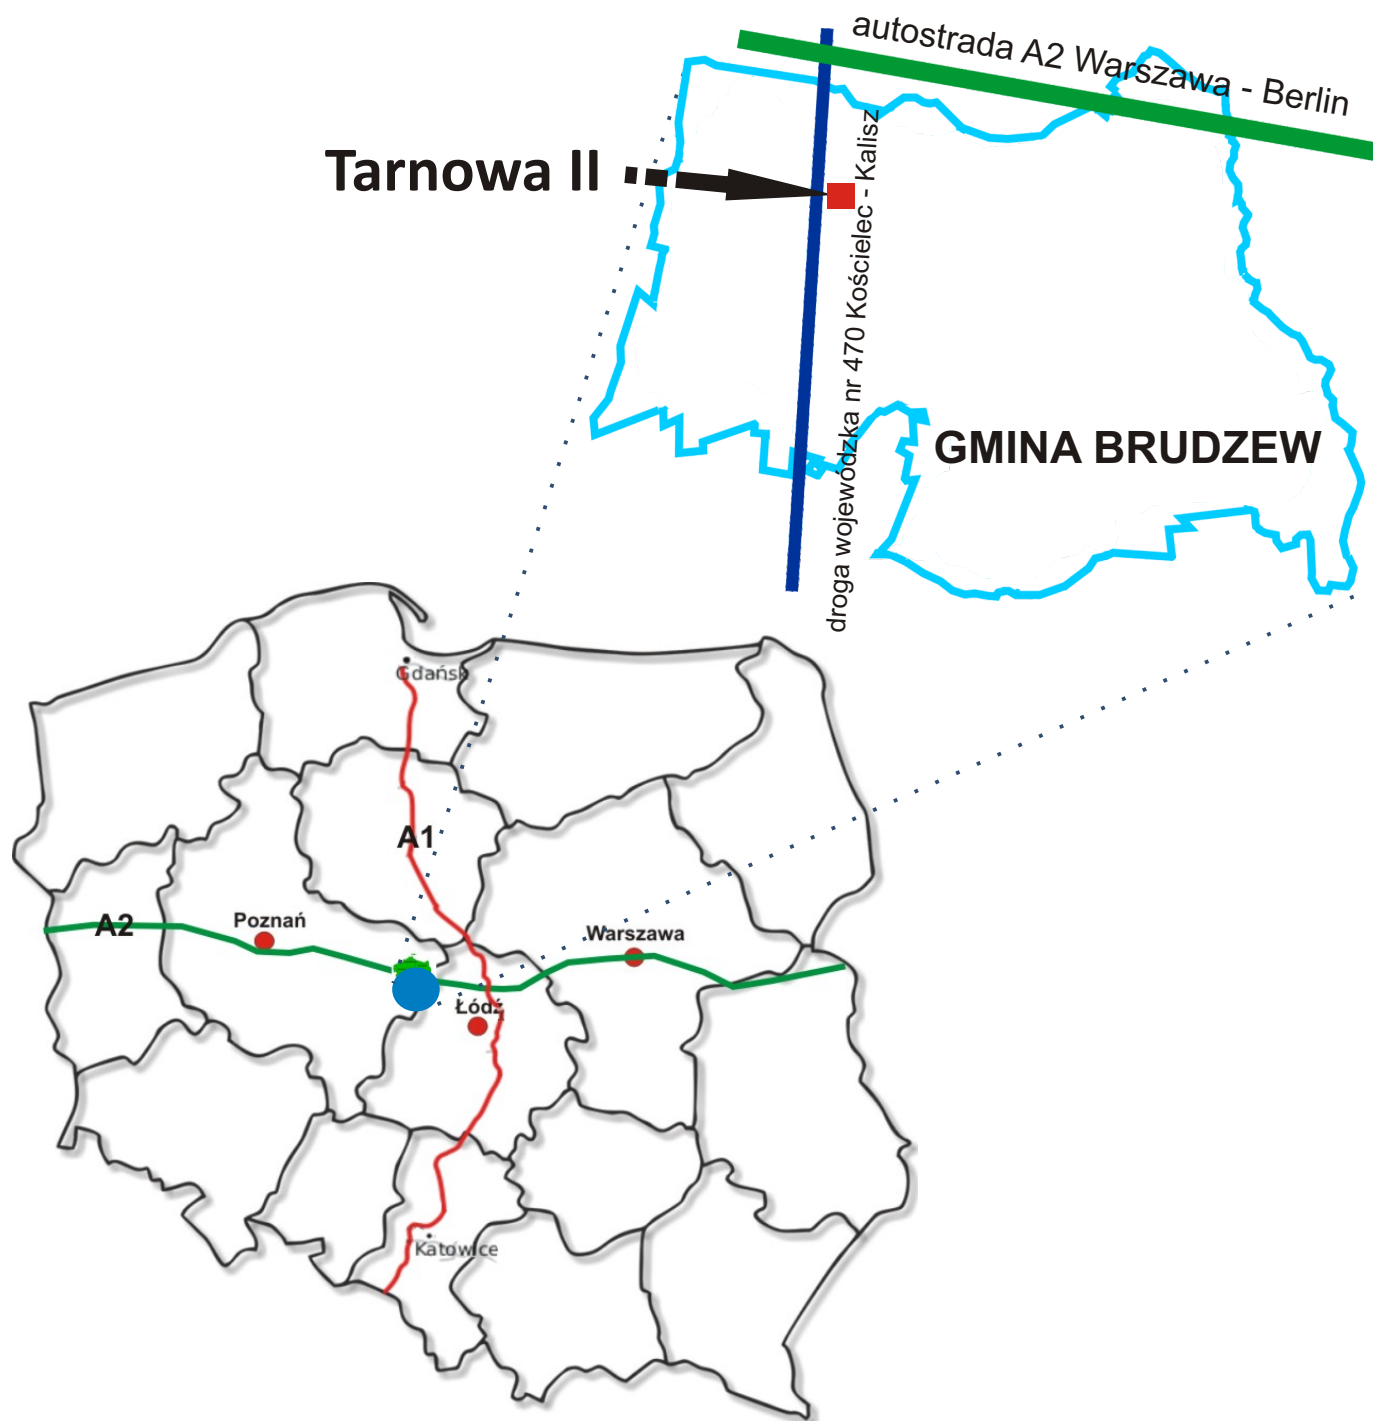 autostrada A2 Warszawa - Berlin
Tarnowa II
droga wojewódzka nr 470 Kościelec - Kalisz
GMINA BRUDZEW
Gdańsk
A1
A2
Poznań
Warszawa
Łódź
Katowice